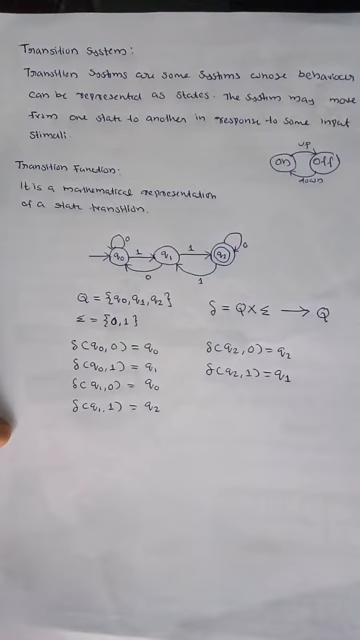 Transition System:
Transition Systms are some Systms whose behaviour
can be represented as states. The System may move
from one state to another in response to some input
stimuli.
up
on off
down
Transition Function:
It is a mathematical representation
of a state transition.
0 1 1 0
q0 q1 q2
0 1
Q = {q0, q1, q2}
δ = Q × Σ → Q
Σ = {0, 1}
δ(q0, 0) = q0
δ(q2, 0) = q2
δ(q0, 1) = q1
δ(q2, 1) = q1
δ(q1, 0) = q0
δ(q1, 1) = q2